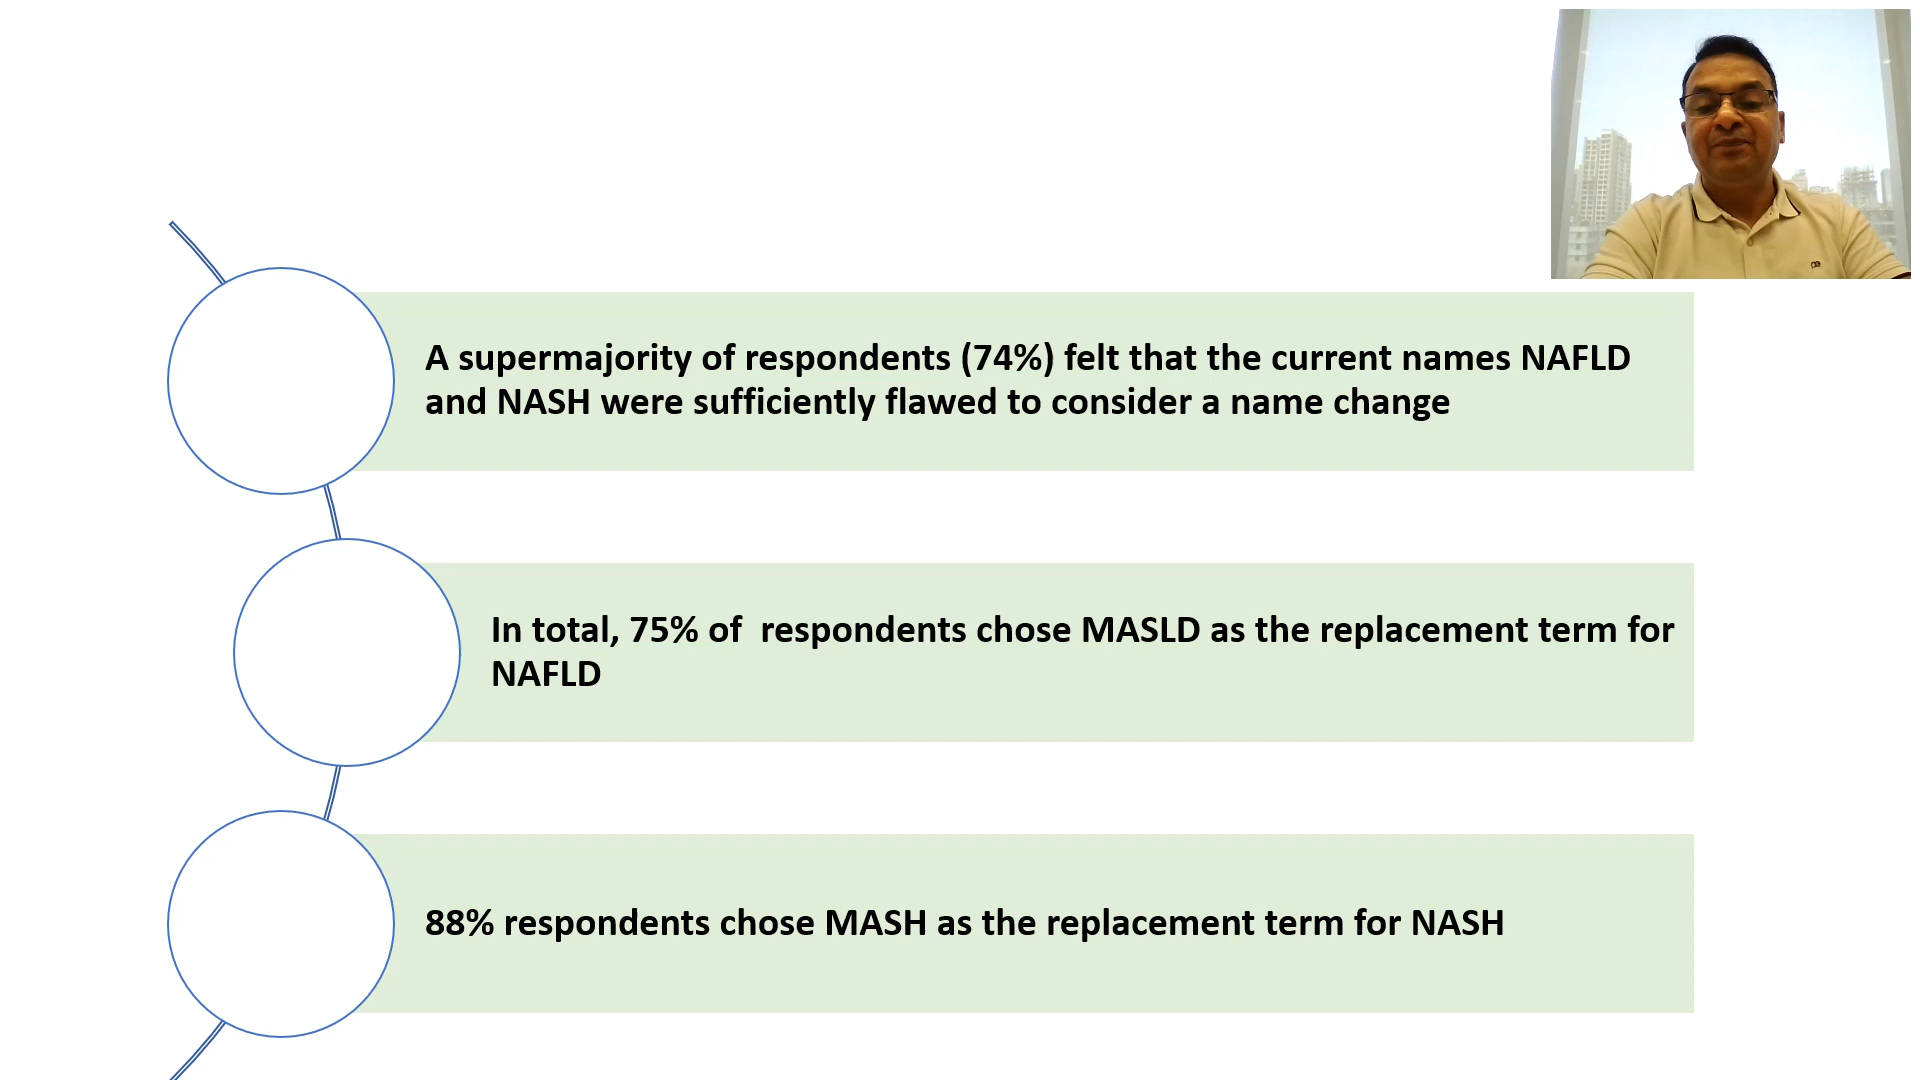 A supermajority of respondents (74%) felt that the current names NAFLD
and NASH were sufficiently flawed to consider a name change
In total, 75% of  respondents chose MASLD as the replacement term for
NAFLD
88% respondents chose MASH as the replacement term for NASH